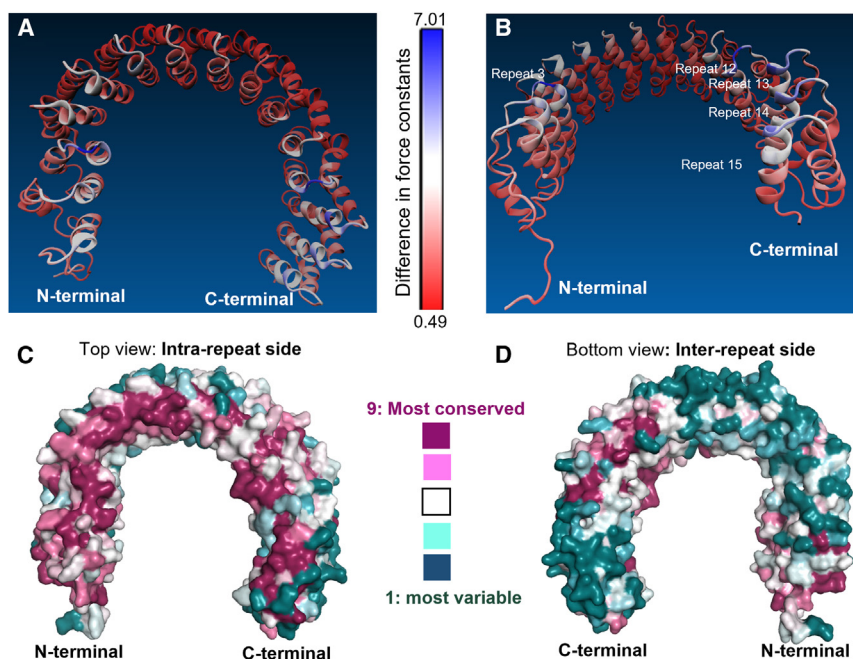 A
N-terminal
C-terminal
7.01
Difference in force constants
0.49
B
Repeat 3
Repeat 12
Repeat 13
Repeat 14
Repeat 15
C-terminal
N-terminal
C
Top view: Intra-repeat side
N-terminal
C-terminal
9: Most conserved
1: most variable
D
Bottom view: Inter-repeat side
C-terminal
N-terminal